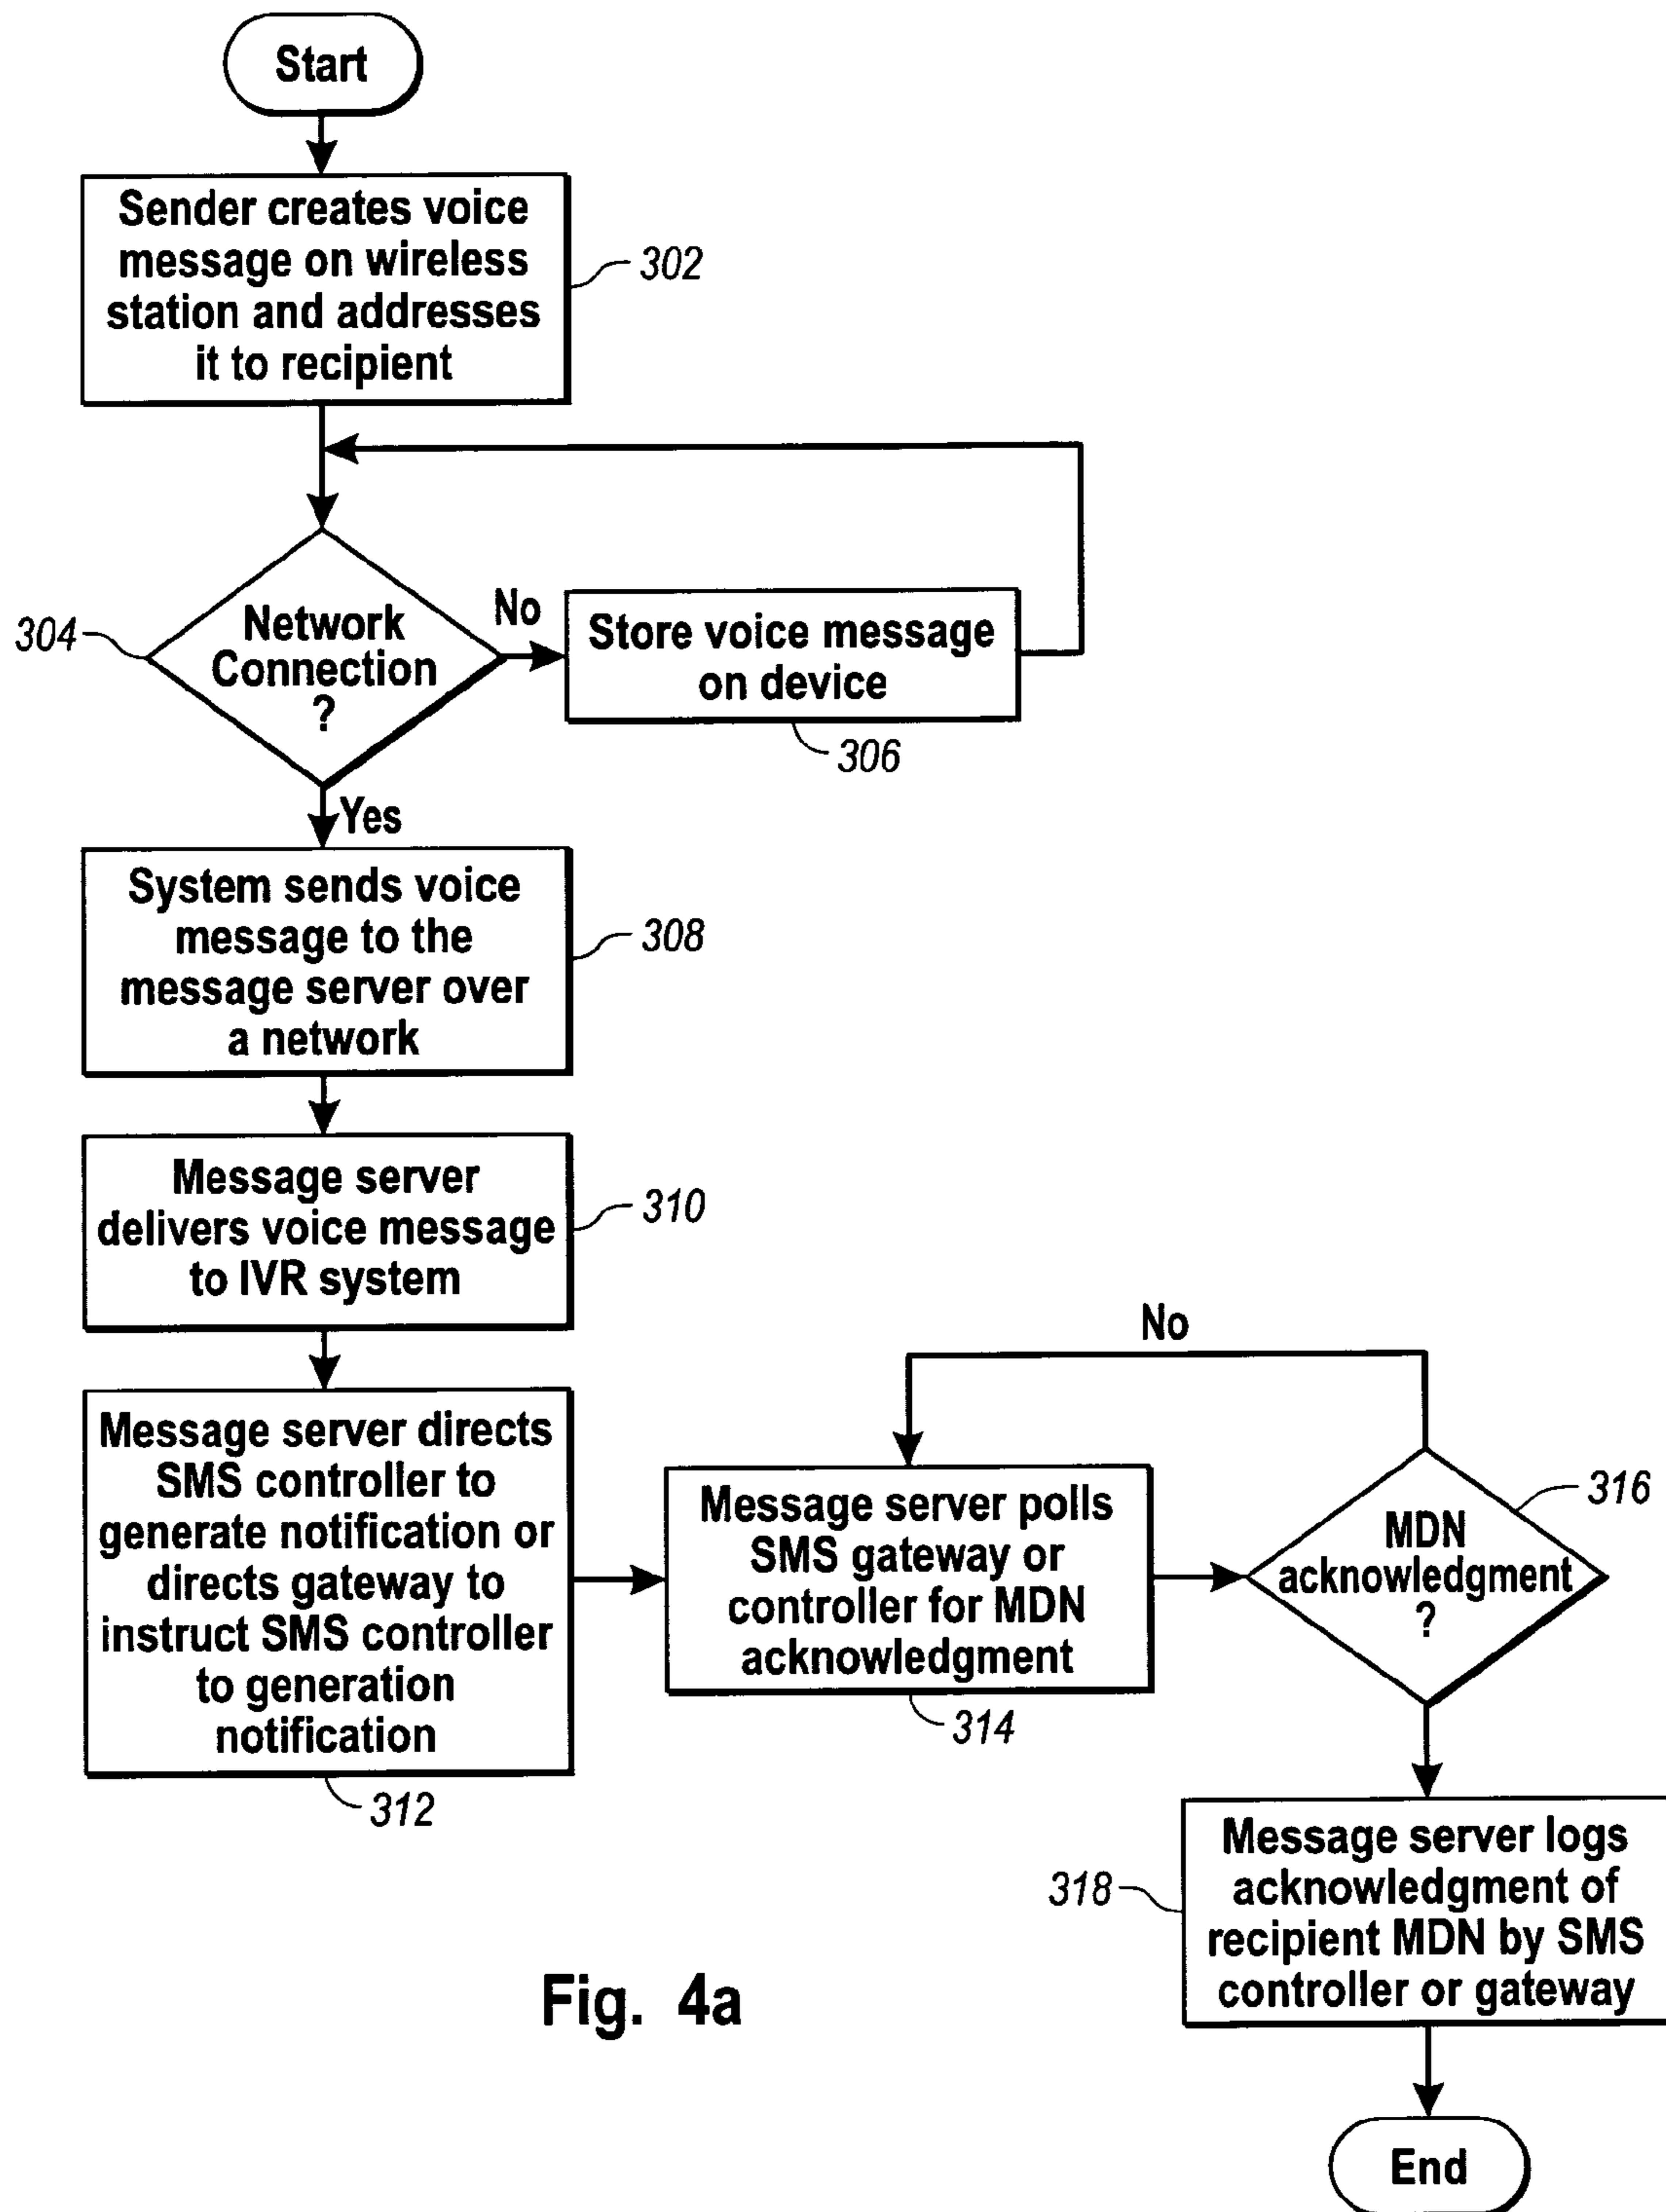 Start
Sender creates voice
message on wireless
station and addresses
it to recipient
302
304
Network
Connection
?
No
Store voice message
on device
306
Yes
System sends voice
message to the
message server over
a network
308
Message server
delivers voice message
to IVR system
310
Message server directs
SMS controller to
generate notification or
directs gateway to
instruct SMS controller
to generation
notification
312
Message server polls
SMS gateway or
controller for MDN
acknowledgment
314
No
MDN
acknowledgment
?
316
Message server logs
acknowledgment of
recipient MDN by SMS
controller or gateway
318
End
Fig. 4a